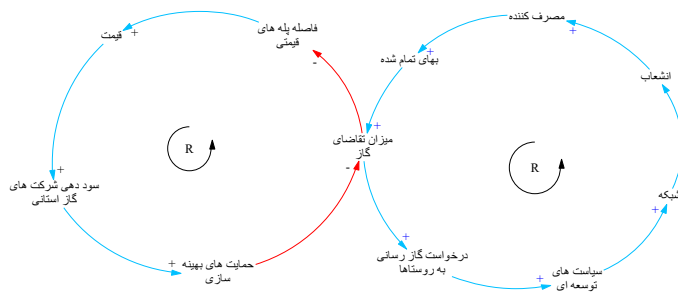 فاصله پله های
قیمتی
+
قیمت
-
مصرف کننده
+
بهای تمام شده
+
انشعاب
+
میزان تقاضای
گاز
-
R
R
+
سود دهی شرکت های
گاز استانی
+
شبکه
+
درخواست گاز رسانی
به روستاها
+
حمایت های بهینه
سازی
+
سیاست های
توسعه ای
+